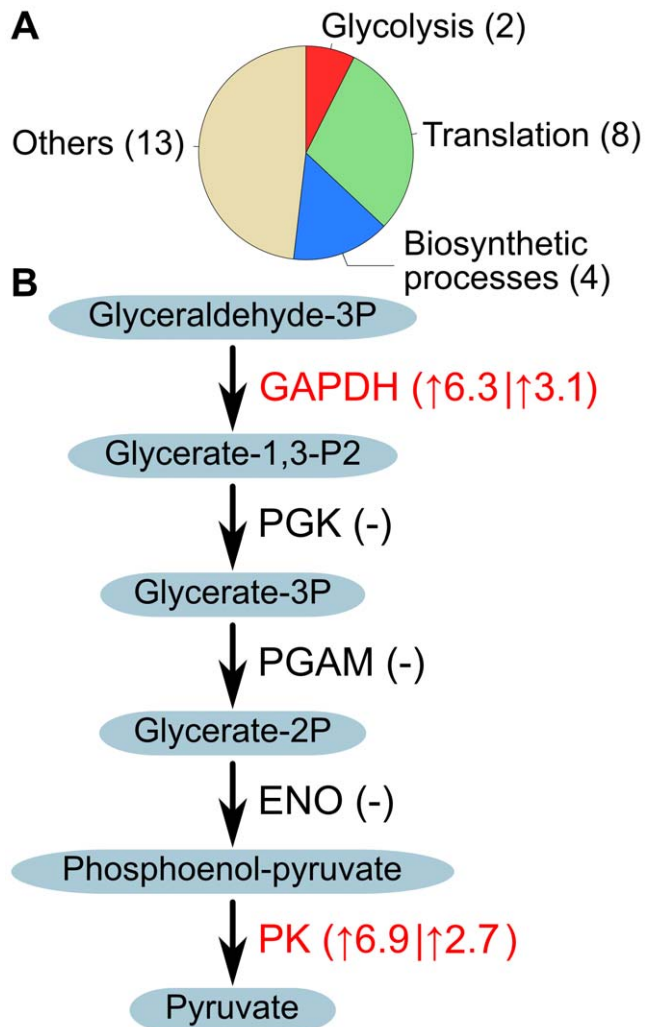 A
Glycolysis (2)
Others (13)
Translation (8)
Biosynthetic
processes (4)
B
Glyceraldehyde-3P
GAPDH (↑6.3|↑3.1)
Glycerate-1,3-P2
PGK (-)
Glycerate-3P
PGAM (-)
Glycerate-2P
ENO (-)
Phosphoenol-pyruvate
PK (↑6.9|↑2.7)
Pyruvate